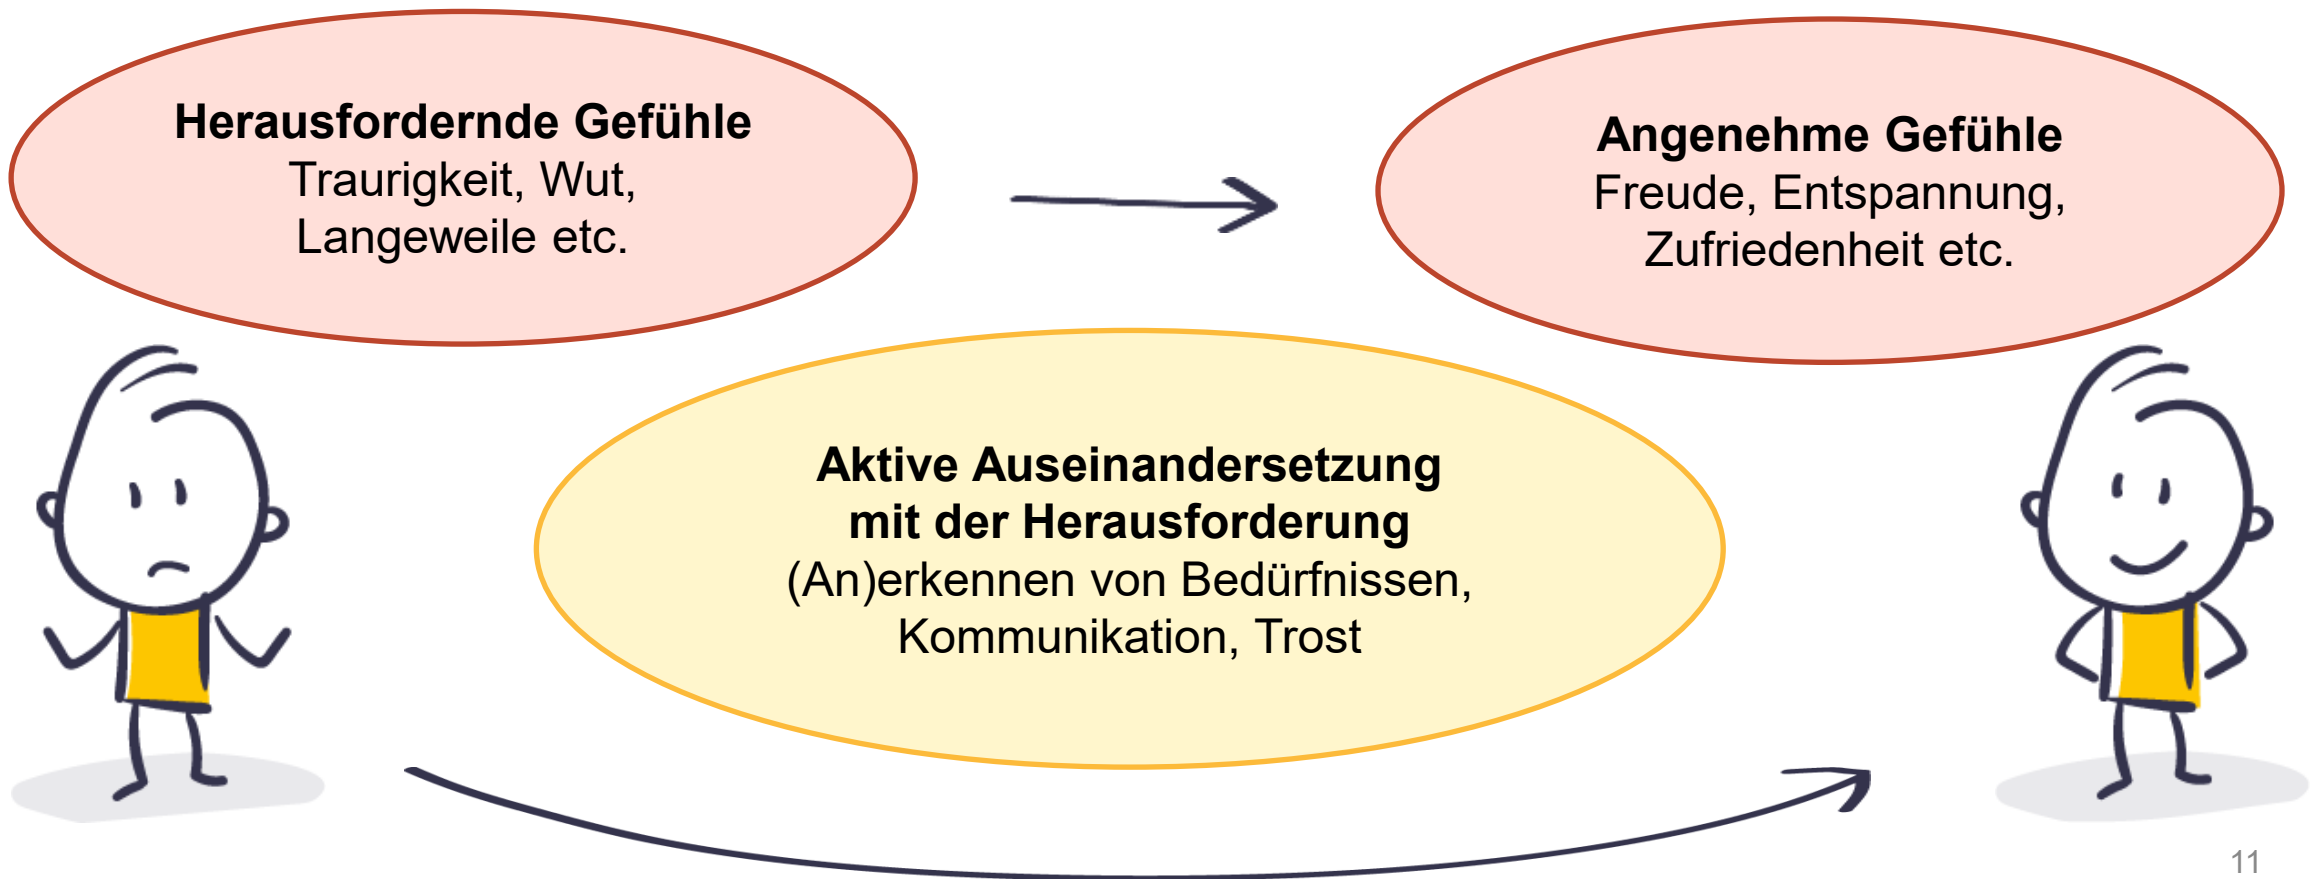 Herausfordernde Gefühle
Traurigkeit, Wut,
Langeweile etc.
Angenehme Gefühle
Freude, Entspannung,
Zufriedenheit etc.
Aktive Auseinandersetzung
mit der Herausforderung
(An)erkennen von Bedürfnissen,
Kommunikation, Trost
11